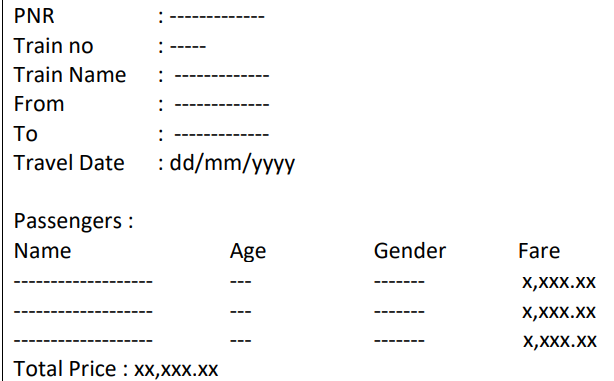 PNR : -------------
Train no : -----
Train Name : -------------
From : -------------
To : -------------
Travel Date : dd/mm/yyyy
Passengers :
Name Age Gender Fare
------------------- --- ------- x,xxx.xx
------------------- --- ------- x,xxx.xx
------------------- --- ------- x,xxx.xx
Total Price : xx,xxx.xx